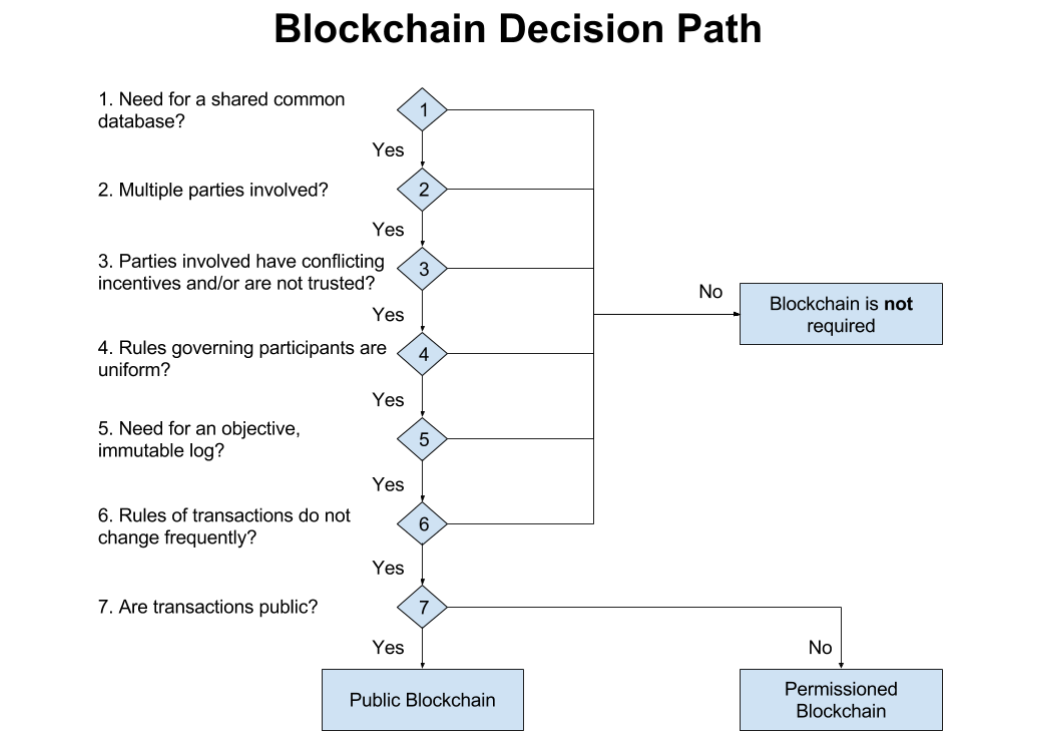 Blockchain Decision Path
1. Need for a shared common
database?
1
Yes
2. Multiple parties involved?
2
Yes
3. Parties involved have conflicting
incentives and/or are not trusted?
3
No
Blockchain is not
required
Yes
4. Rules governing participants are
uniform?
4
Yes
5. Need for an objective,
immutable log?
5
Yes
6. Rules of transactions do not
change frequently?
6
Yes
7. Are transactions public?
7
Yes
No
Public Blockchain
Permissioned
Blockchain